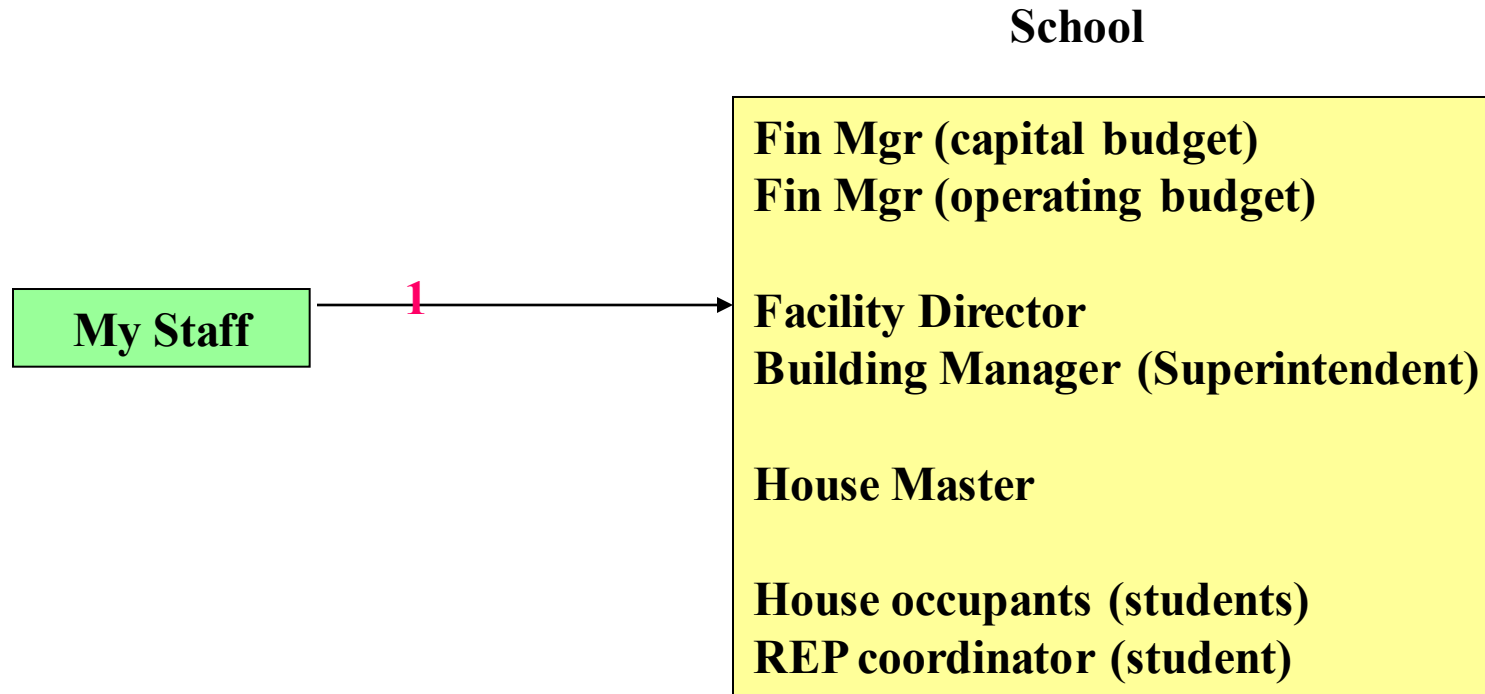 School
Fin Mgr (capital budget)
Fin Mgr (operating budget)
My Staff
1
Facility Director
Building Manager (Superintendent)
House Master
House occupants (students)
REP coordinator (student)